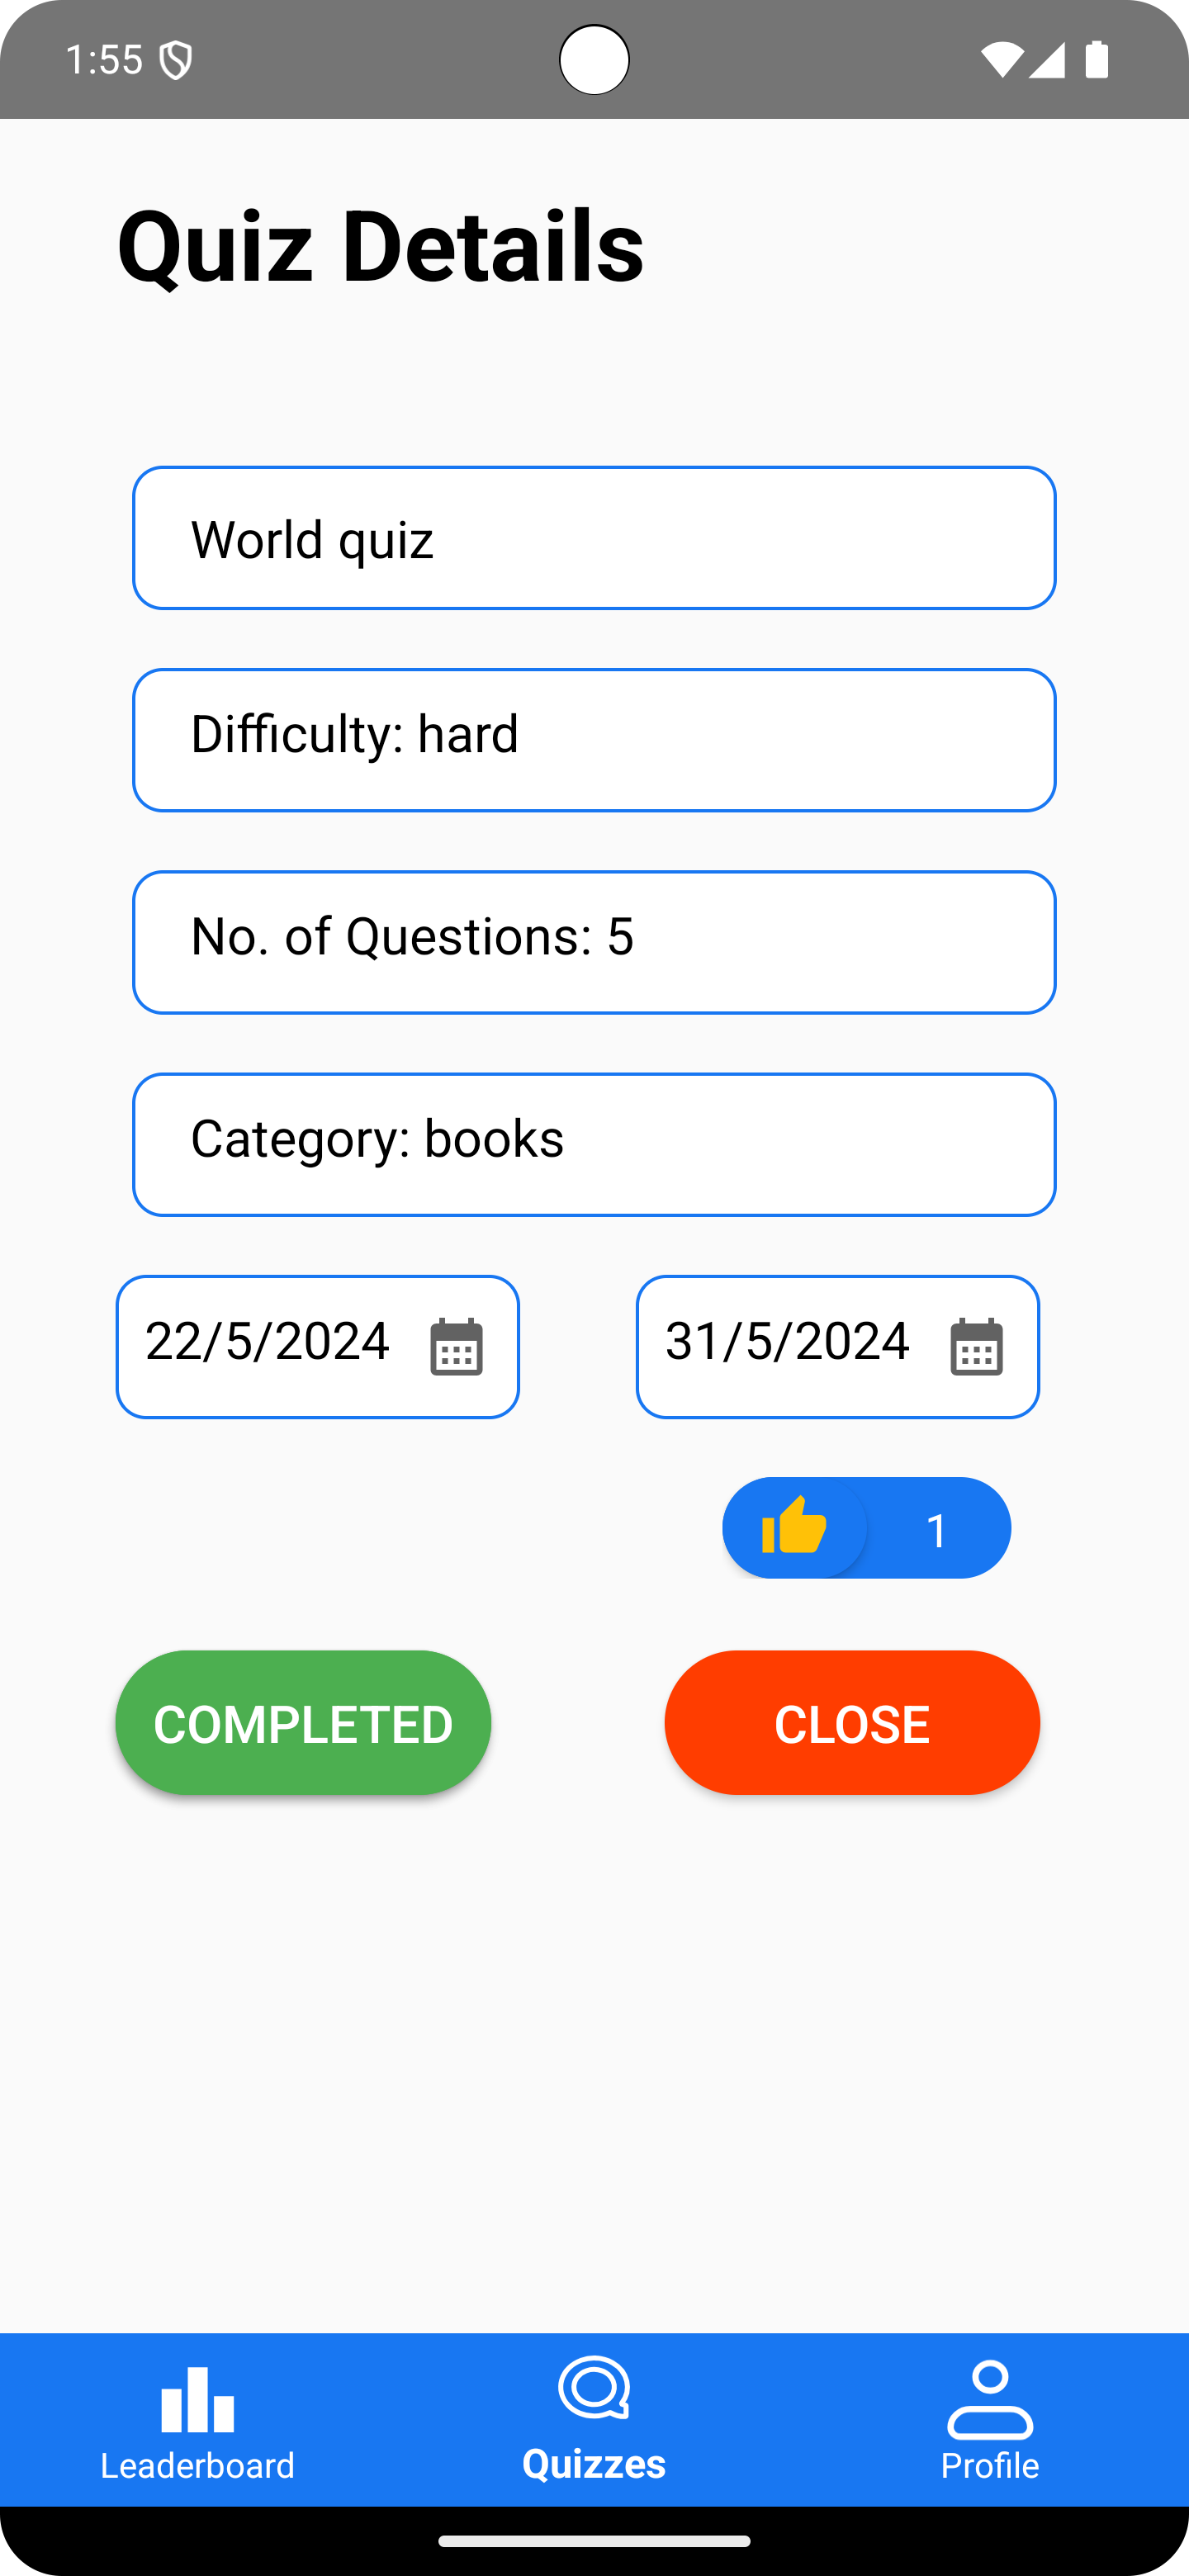 1:55
Quiz Details
World quiz
Difficulty: hard
No. of Questions: 5
Category: books
22/5/2024 31/5/2024
1
COMPLETED CLOSE
Leaderboard Quizzes Profile